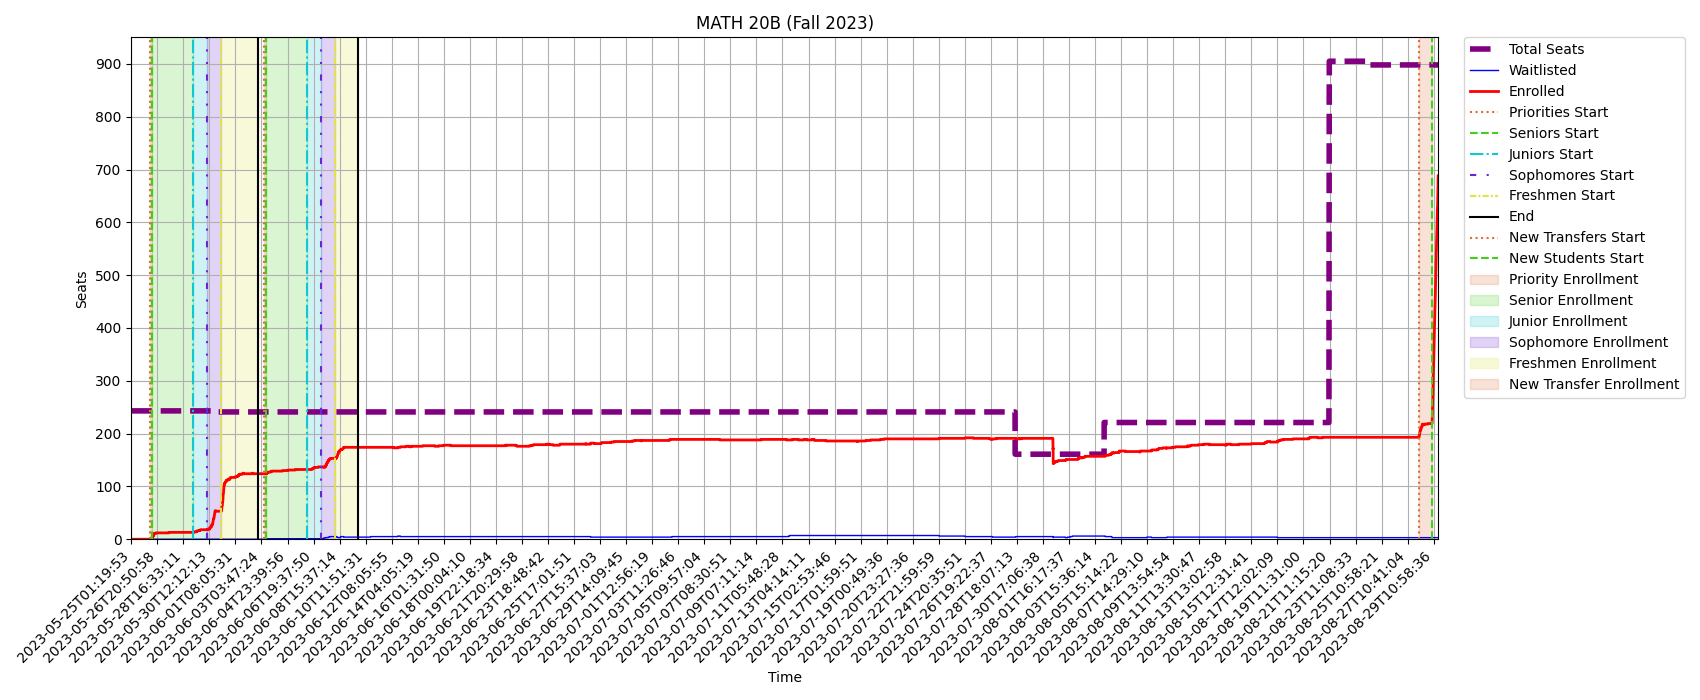 MATH 20B (Fall 2023)
900
800
700
600
500
400
300
200
100
0
Seats
2023-05-25T01:19:53
2023-05-26T20:50:58
2023-05-28T16:33:11
2023-05-30T12:12:13
2023-06-01T08:05:31
2023-06-03T03:47:24
2023-06-04T23:39:56
2023-06-06T19:37:50
2023-06-08T15:37:14
2023-06-10T11:51:31
2023-06-12T08:05:55
2023-06-14T04:05:19
2023-06-16T01:31:50
2023-06-18T00:04:10
2023-06-19T22:18:34
2023-06-21T20:29:58
2023-06-23T18:48:42
2023-06-25T17:01:51
2023-06-27T15:37:03
2023-06-29T14:09:45
2023-07-01T12:56:19
2023-07-03T11:26:46
2023-07-05T09:57:04
2023-07-07T08:30:51
2023-07-09T07:11:14
2023-07-11T05:48:28
2023-07-13T04:14:11
2023-07-15T02:53:46
2023-07-17T01:59:51
2023-07-19T00:49:36
2023-07-20T23:27:36
2023-07-22T21:59:59
2023-07-24T20:35:51
2023-07-26T19:22:37
2023-07-28T18:07:13
2023-07-30T17:06:38
2023-08-01T16:17:37
2023-08-03T15:36:14
2023-08-05T15:14:22
2023-08-07T14:29:10
2023-08-09T13:54:54
2023-08-11T13:30:47
2023-08-13T13:02:58
2023-08-15T12:31:41
2023-08-17T12:02:09
2023-08-19T11:31:00
2023-08-21T11:15:20
2023-08-23T11:08:33
2023-08-25T10:58:21
2023-08-27T10:41:04
2023-08-29T10:58:36
Time
Total Seats
Waitlisted
Enrolled
Priorities Start
Seniors Start
Juniors Start
Sophomores Start
Freshmen Start
End
New Transfers Start
New Students Start
Priority Enrollment
Senior Enrollment
Junior Enrollment
Sophomore Enrollment
Freshmen Enrollment
New Transfer Enrollment